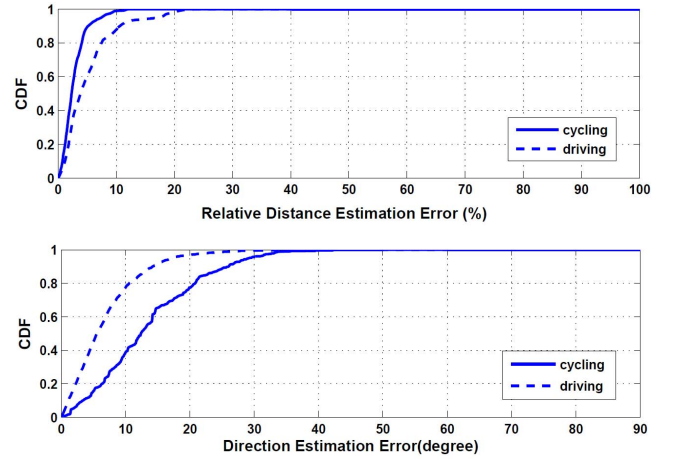 1
0.8
0.6
0.4
0.2
0
CDF
0 10 20 30 40 50 60 70 80 90 100
Relative Distance Estimation Error (%)
cycling
driving
1
0.8
0.6
0.4
0.2
0
CDF
0 10 20 30 40 50 60 70 80 90
Direction Estimation Error(degree)
cycling
driving